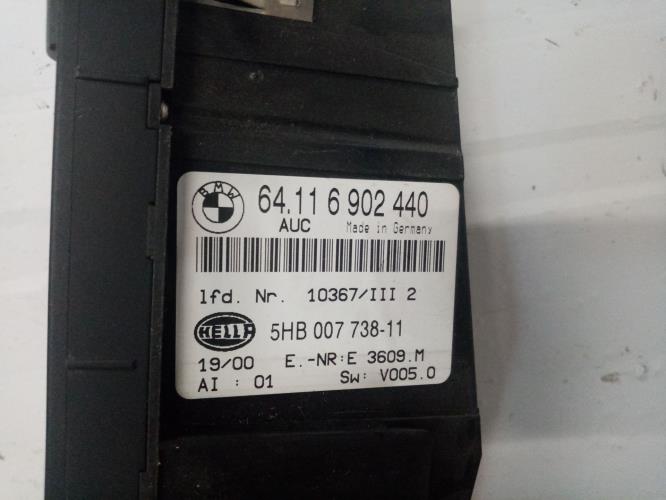 BMW
64.11 6 902 440
AUC Made in Germany
lfd. Nr. 10367/III 2
HELLA 5HB 007 738-11
19/00 E.-NR:E 3609.M
AI : 01 Sw: V005.0